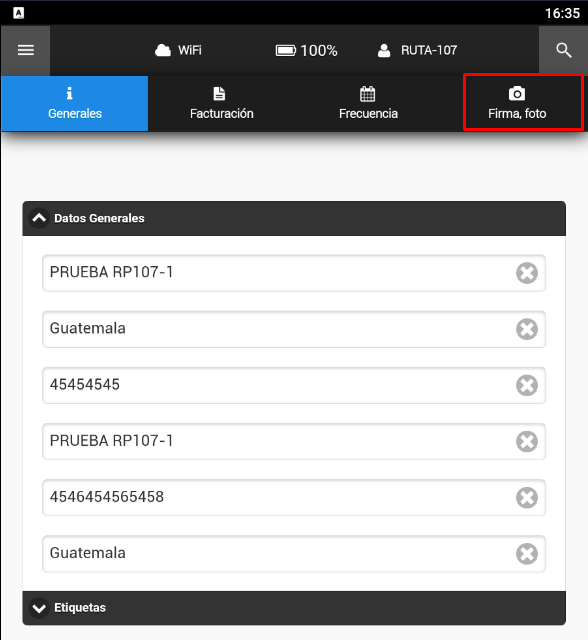 16:35
WiFi 100% RUTA-107
Generales Facturación Frecuencia Firma, foto
Datos Generales
PRUEBA RP107-1
Guatemala
45454545
PRUEBA RP107-1
4546454565458
Guatemala
Etiquetas